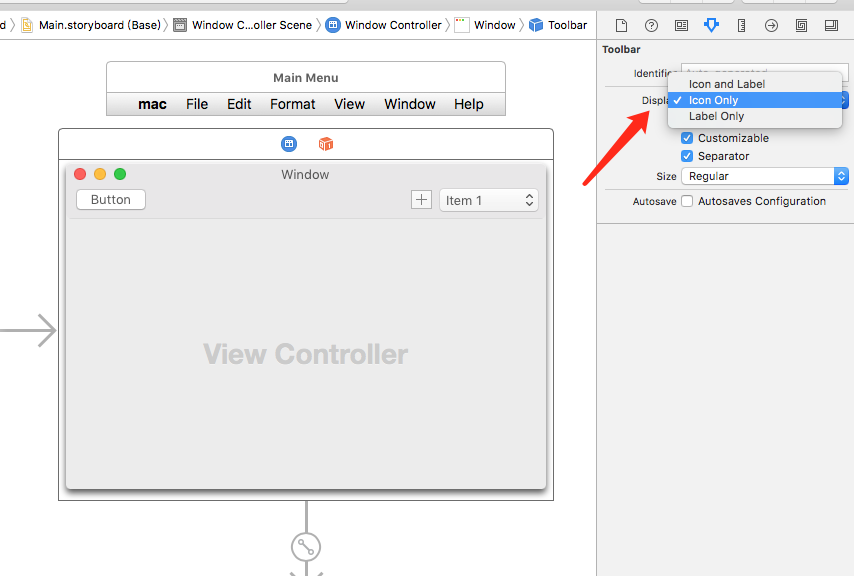 d
Main.storyboard (Base)
Window C...oller Scene
Window Controller
Window
Toolbar
Toolbar
Main Menu
mac File Edit Format View Window Help
Identifie
Icon and Label
Displa
✓ Icon Only
Label Only
Customizable
Separator
Size Regular
Autosave Autosaves Configuration
Window
Button
Item 1
View Controller